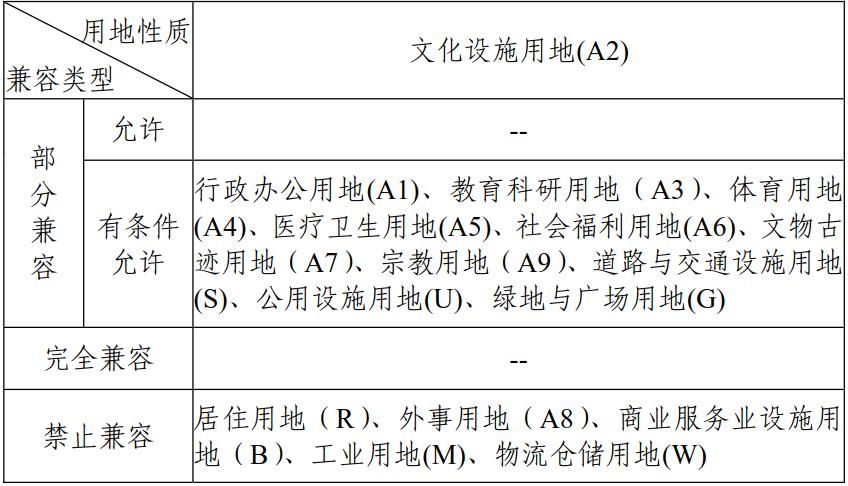 用地性质
兼容类型
文化设施用地(A2)
部分兼容
允许
--
有条件
允许
行政办公用地(A1)、教育科研用地（A3）、体育用地
(A4)、医疗卫生用地(A5)、社会福利用地(A6)、文物古
迹用地（A7）、宗教用地（A9）、道路与交通设施用地
(S)、公用设施用地(U)、绿地与广场用地(G)
完全兼容
--
禁止兼容
居住用地（R）、外事用地（A8）、商业服务业设施用
地（B）、工业用地(M)、物流仓储用地(W)